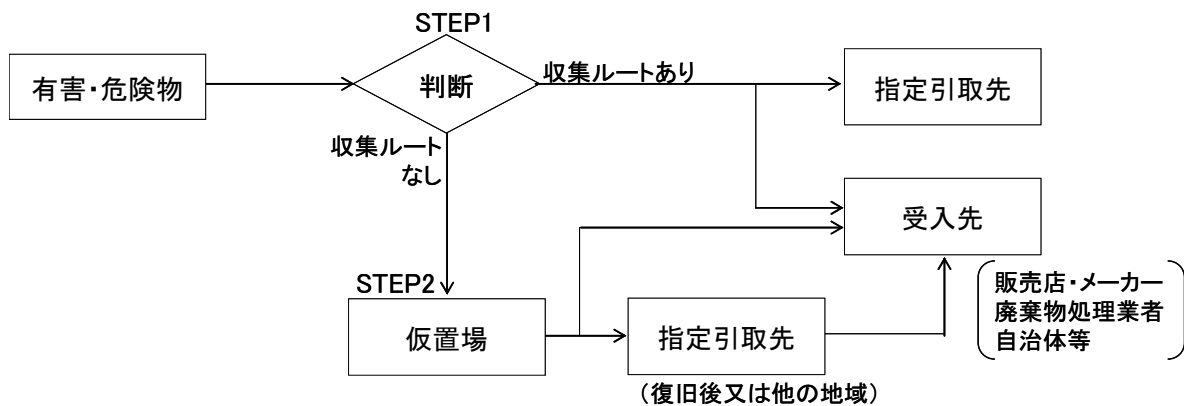 STEP1
有害・危険物
判断
収集ルートあり
指定引取先
収集ルート
なし
受入先
STEP2
仮置場
指定引取先
(復旧後又は他の地域)
販売店・メーカー
廃棄物処理業者
自治体等